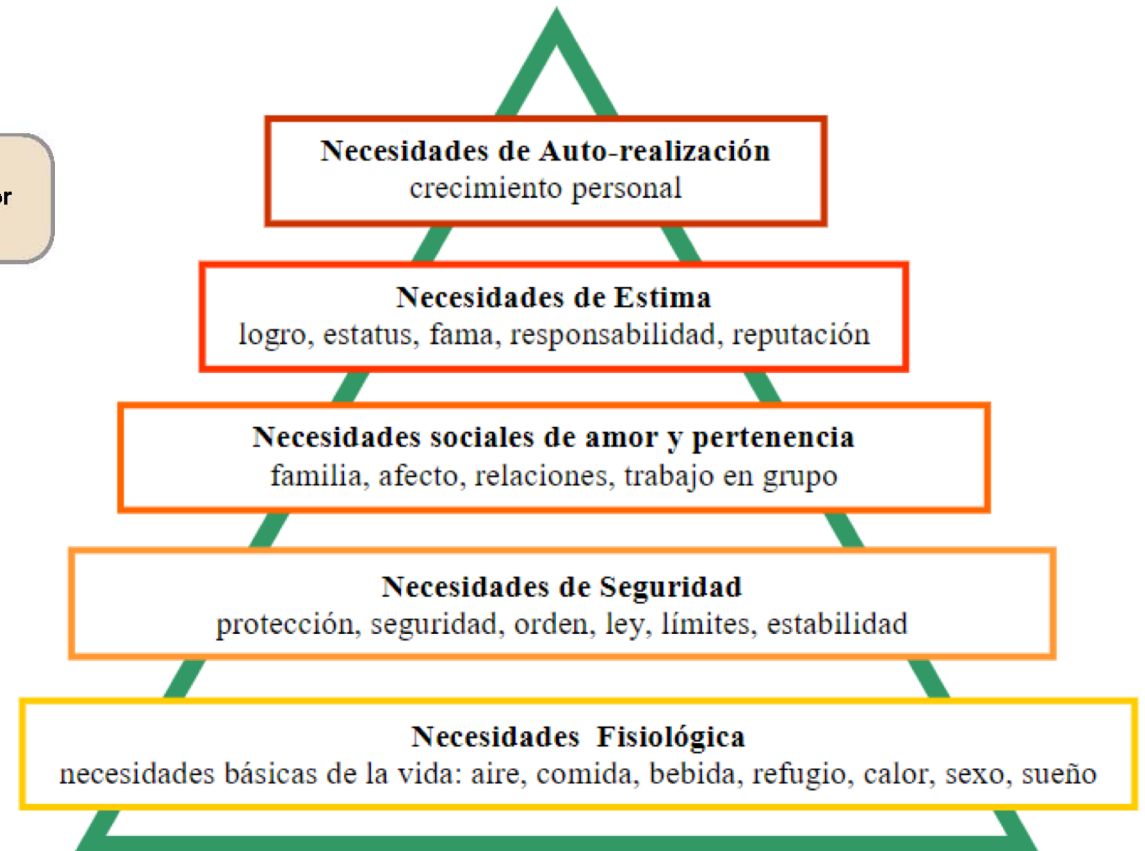 Necesidades de Auto-realización
crecimiento personal
Necesidades de Estima
logro, estatus, fama, responsabilidad, reputación
Necesidades sociales de amor y pertenencia
familia, afecto, relaciones, trabajo en grupo
Necesidades de Seguridad
protección, seguridad, orden, ley, límites, estabilidad
Necesidades Fisiológica
necesidades básicas de la vida: aire, comida, bebida, refugio, calor, sexo, sueño